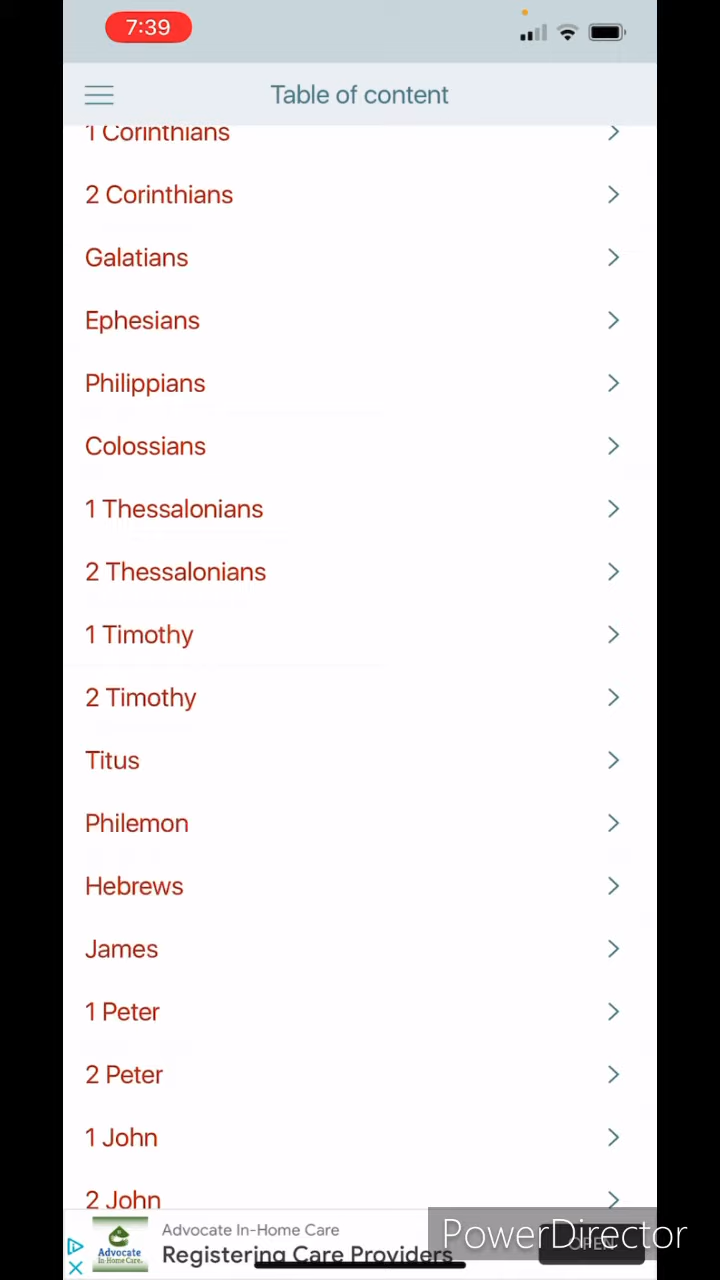 7:39
Table of content
1 Corinthians
2 Corinthians
Galatians
Ephesians
Philippians
Colossians
1 Thessalonians
2 Thessalonians
1 Timothy
2 Timothy
Titus
Philemon
Hebrews
James
1 Peter
2 Peter
1 John
2 John
Advocate In-Home Care
Registering Care Providers
Advocate
In-Home Care.
OPEN
PowerDirector